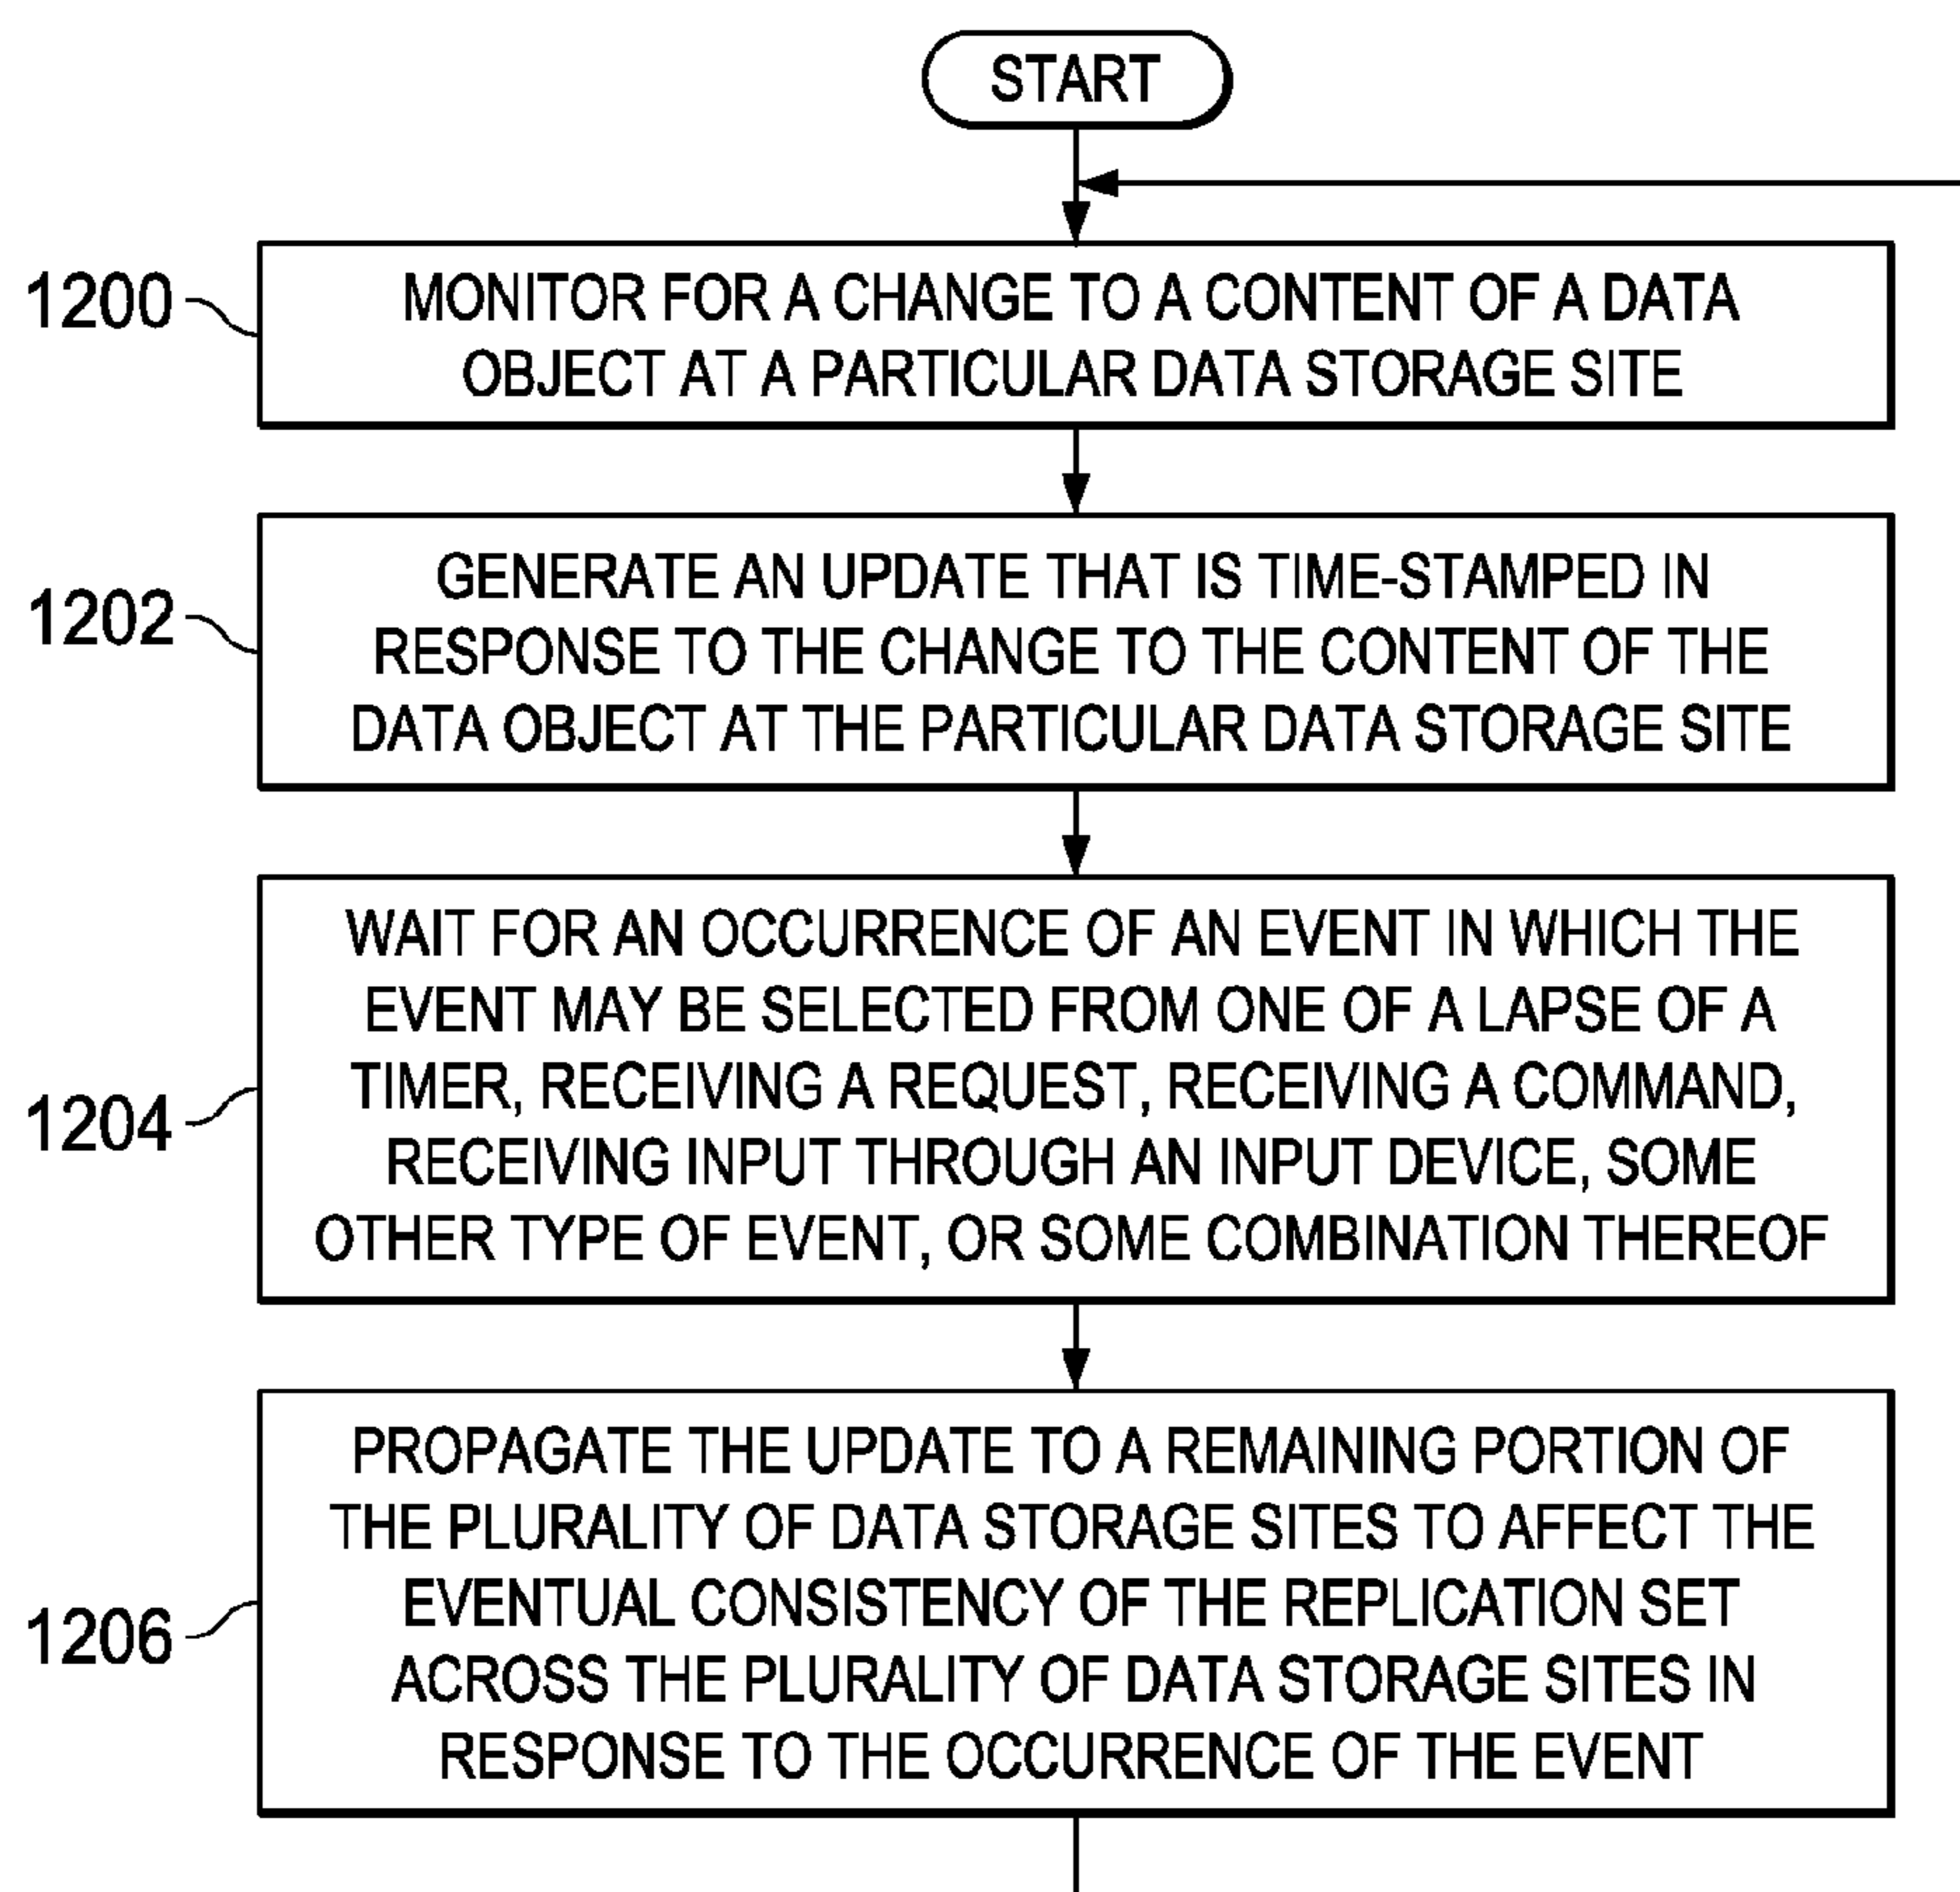 START
1200
MONITOR FOR A CHANGE TO A CONTENT OF A DATA
OBJECT AT A PARTICULAR DATA STORAGE SITE
1202
GENERATE AN UPDATE THAT IS TIME-STAMPED IN
RESPONSE TO THE CHANGE TO THE CONTENT OF THE
DATA OBJECT AT THE PARTICULAR DATA STORAGE SITE
1204
WAIT FOR AN OCCURRENCE OF AN EVENT IN WHICH THE
EVENT MAY BE SELECTED FROM ONE OF A LAPSE OF A
TIMER, RECEIVING A REQUEST, RECEIVING A COMMAND,
RECEIVING INPUT THROUGH AN INPUT DEVICE, SOME
OTHER TYPE OF EVENT, OR SOME COMBINATION THEREOF
1206
PROPAGATE THE UPDATE TO A REMAINING PORTION OF
THE PLURALITY OF DATA STORAGE SITES TO AFFECT THE
EVENTUAL CONSISTENCY OF THE REPLICATION SET
ACROSS THE PLURALITY OF DATA STORAGE SITES IN
RESPONSE TO THE OCCURRENCE OF THE EVENT